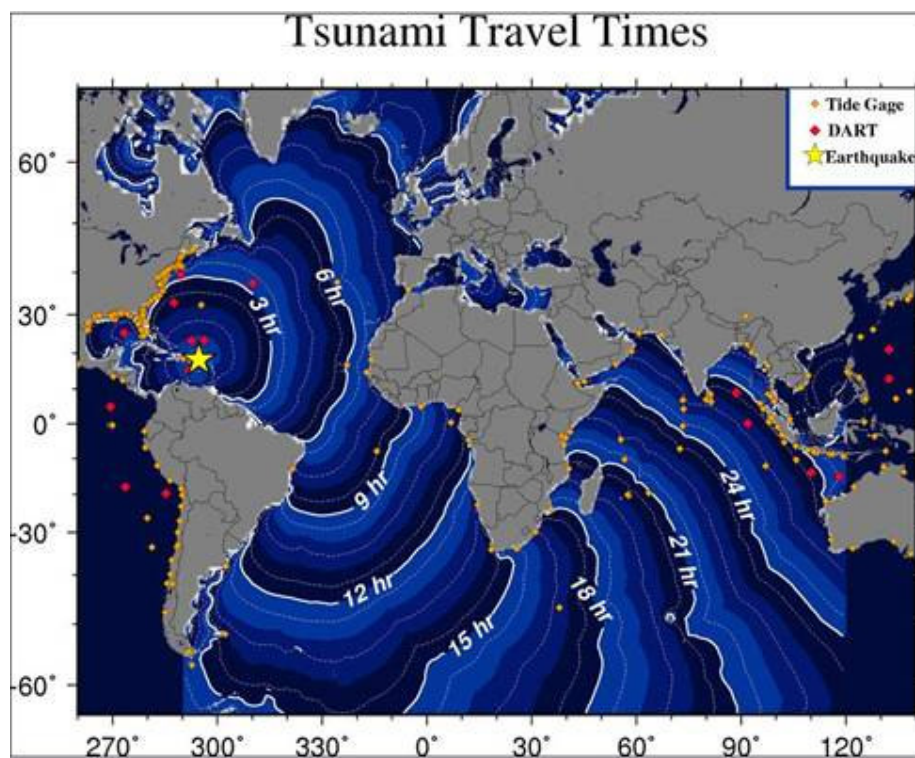 Tsunami Travel Times
Tide Gage
DART
Earthquake
60°
30°
0°
-30°
-60°
3 hr
6 hr
9 hr
12 hr
15 hr
18 hr
21 hr
24 hr
270°
300°
330°
0°
30°
60°
90°
120°